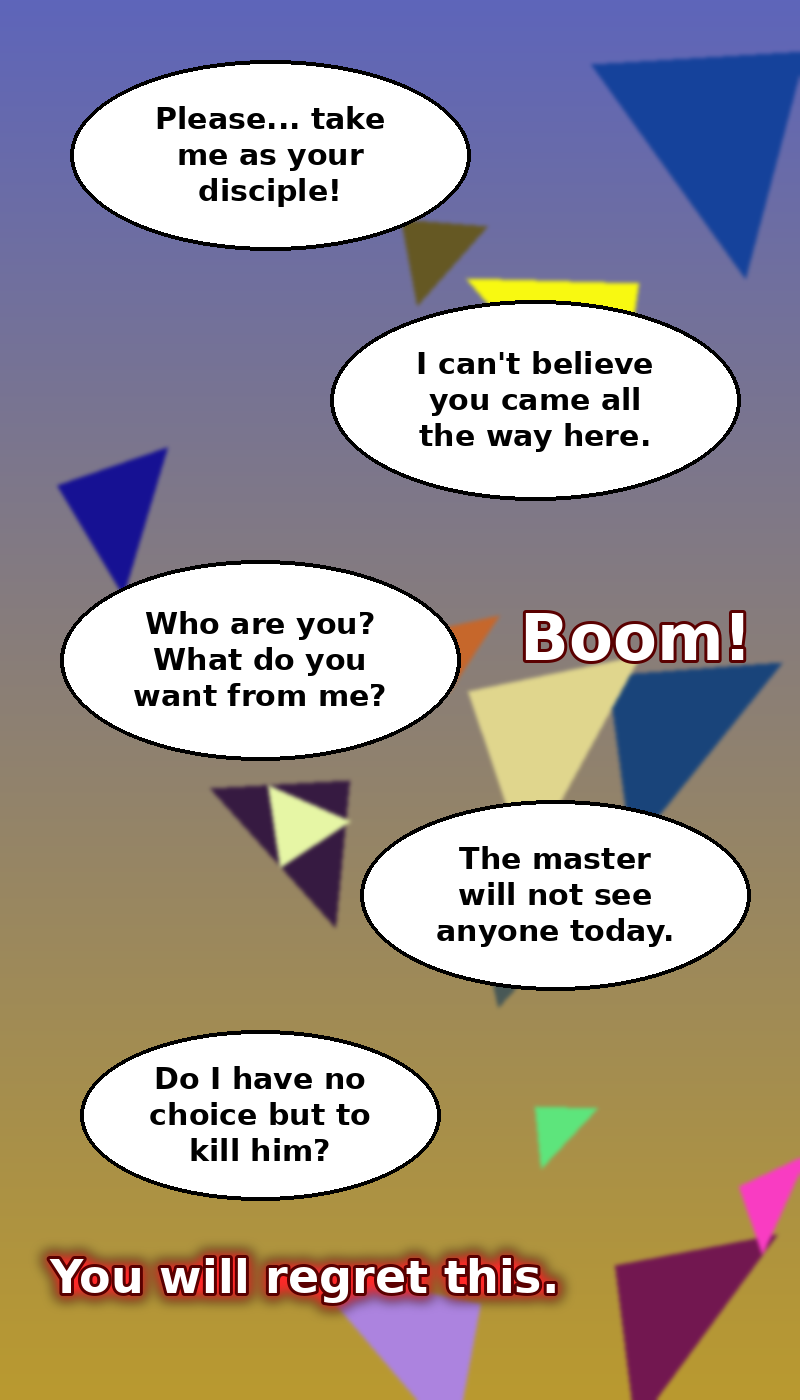 Please... take
me as your
disciple!
I can't believe
you came all
the way here.
Who are you?
What do you
want from me?
Boom!
The master
will not see
anyone today.
Do I have no
choice but to
kill him?
You will regret this.